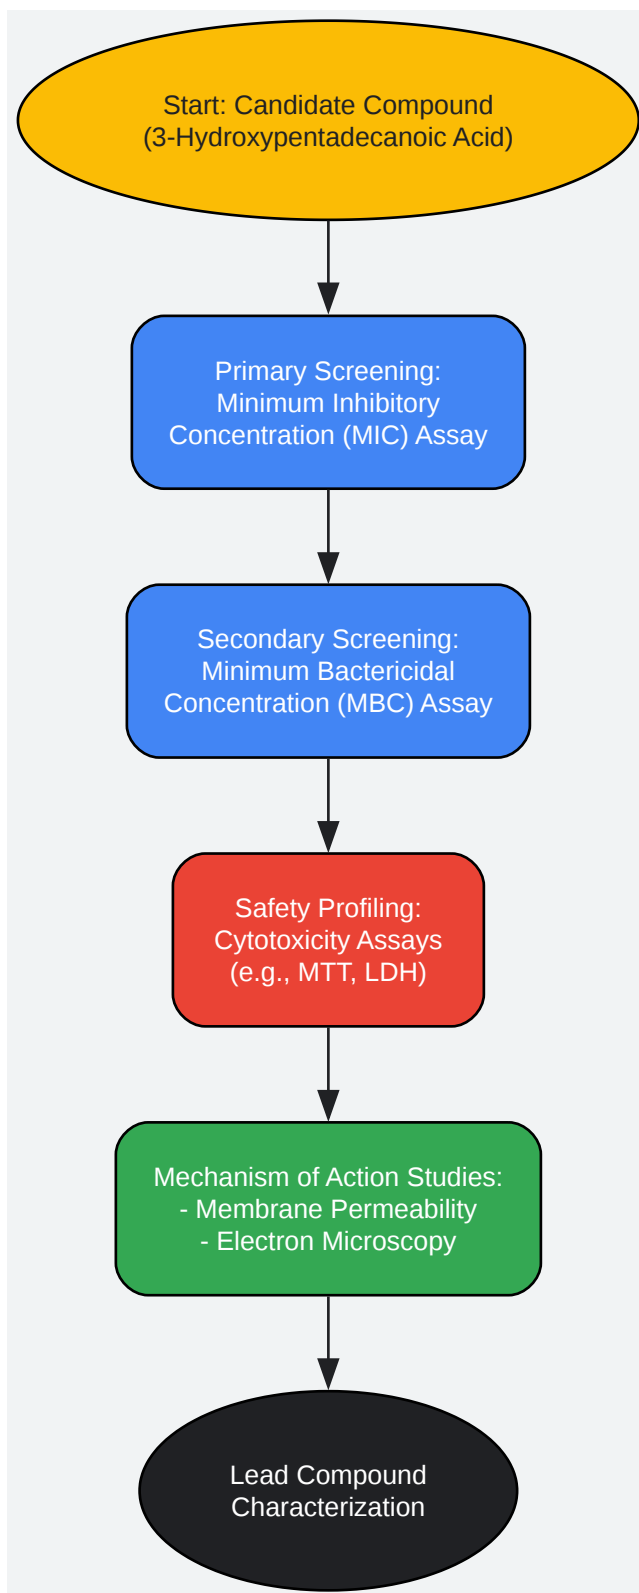 Start: Candidate Compound
(3-Hydroxypentadecanoic Acid)
Primary Screening:
Minimum Inhibitory
Concentration (MIC) Assay
Secondary Screening:
Minimum Bactericidal
Concentration (MBC) Assay
Safety Profiling:
Cytotoxicity Assays
(e.g., MTT, LDH)
Mechanism of Action Studies:
- Membrane Permeability
- Electron Microscopy
Lead Compound
Characterization